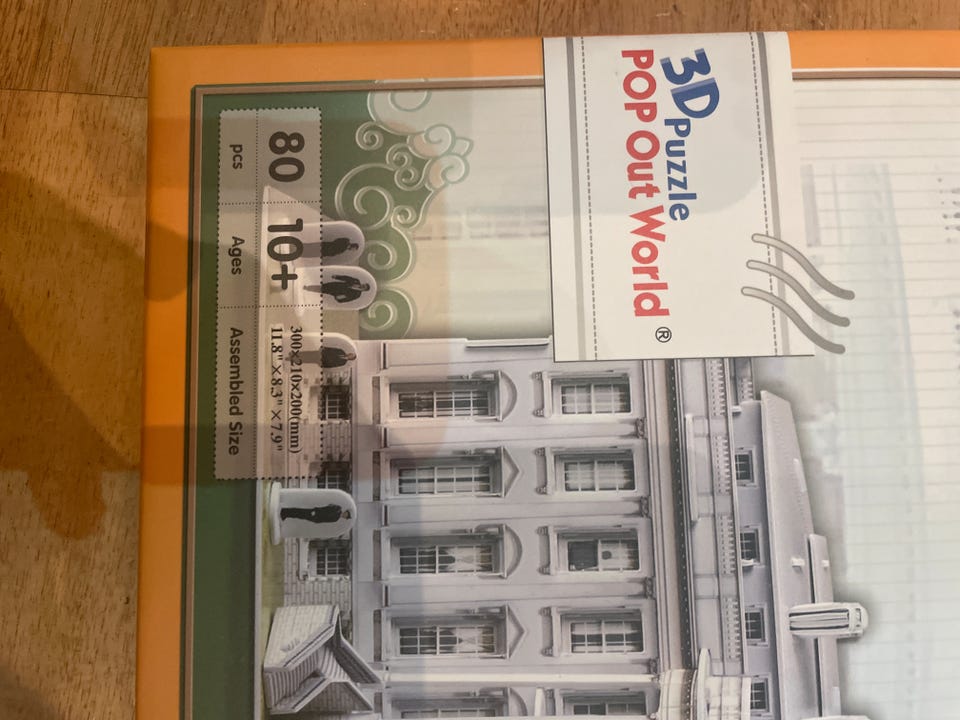 3D Puzzle
POP Out World ®
80
pcs
10+
Ages
300×210×200(mm)
11.8"×8.3"×7.9"
Assembled Size